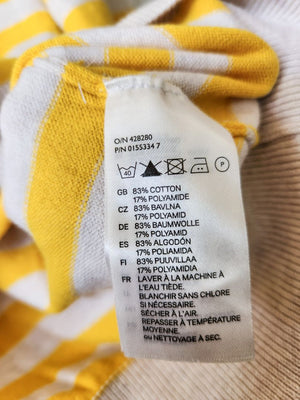 O/N 428280
P/N 0155334 7
40
P
GB 83% COTTON
17% POLYAMIDE
CZ 83% BAVLNA
17% POLYAMID
DE 83% BAUMWOLLE
17% POLYAMID
ES 83% ALGODÓN
17% POLIAMIDA
FI 83% PUUVILLAA
17% POLYAMIDIA
FR LAVER À LA MACHINE À
L'EAU TIÈDE.
BLANCHIR SANS CHLORE
SI NÉCESSAIRE.
SÉCHER À L'AIR.
REPASSER À TEMPÉRATURE
MOYENNE.
OU NETTOYAGE À SEC.